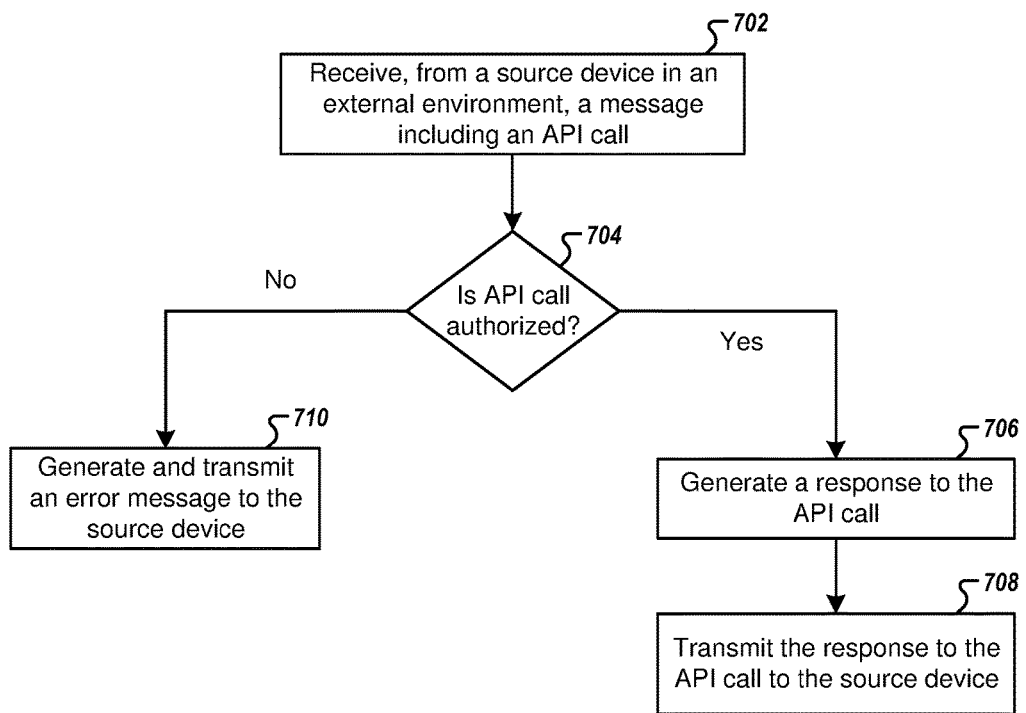 702
Receive, from a source device in an
external environment, a message
including an API call
704
No
Is API call
authorized?
Yes
710
Generate and transmit
an error message to the
source device
706
Generate a response to the
API call
708
Transmit the response to the
API call to the source device